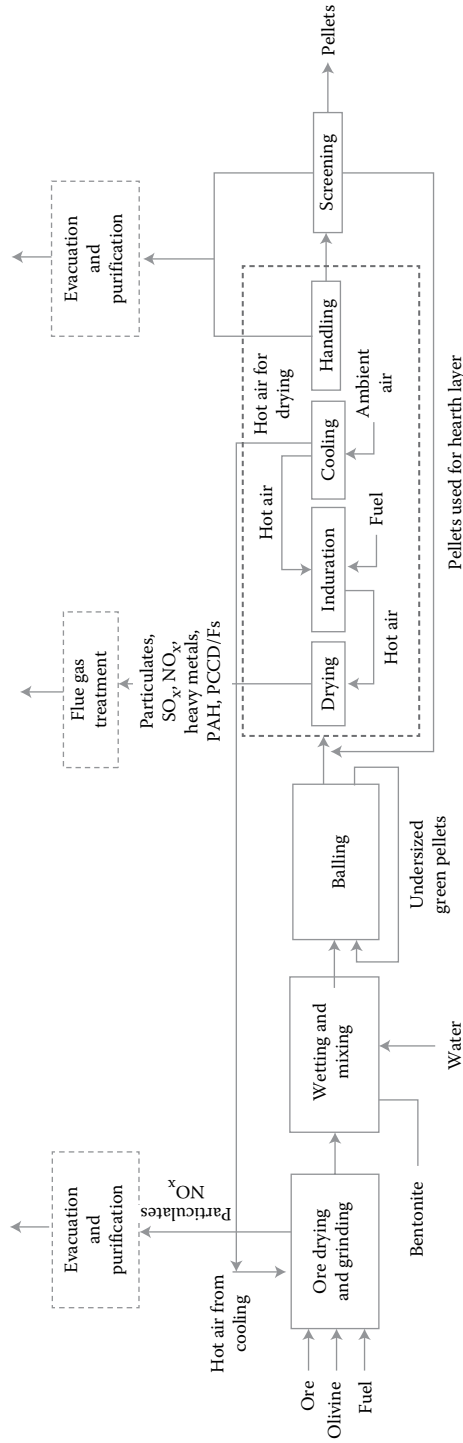 Evacuation
and
purification
Flue gas
treatment
Evacuation
and
purification
Particulates
NOx
Particulates,
SOx, NOx,
heavy metals,
PAH, PCCD/Fs
Hot air from
cooling
Hot air
Hot air for
drying
Ore
Olivine
Fuel
Ore drying
and grinding
Wetting and
mixing
Balling
Drying
Induration
Cooling
Handling
Screening
Pellets
Hot air
Fuel
Ambient
air
Bentonite
Water
Undersized
green pellets
Pellets used for hearth layer